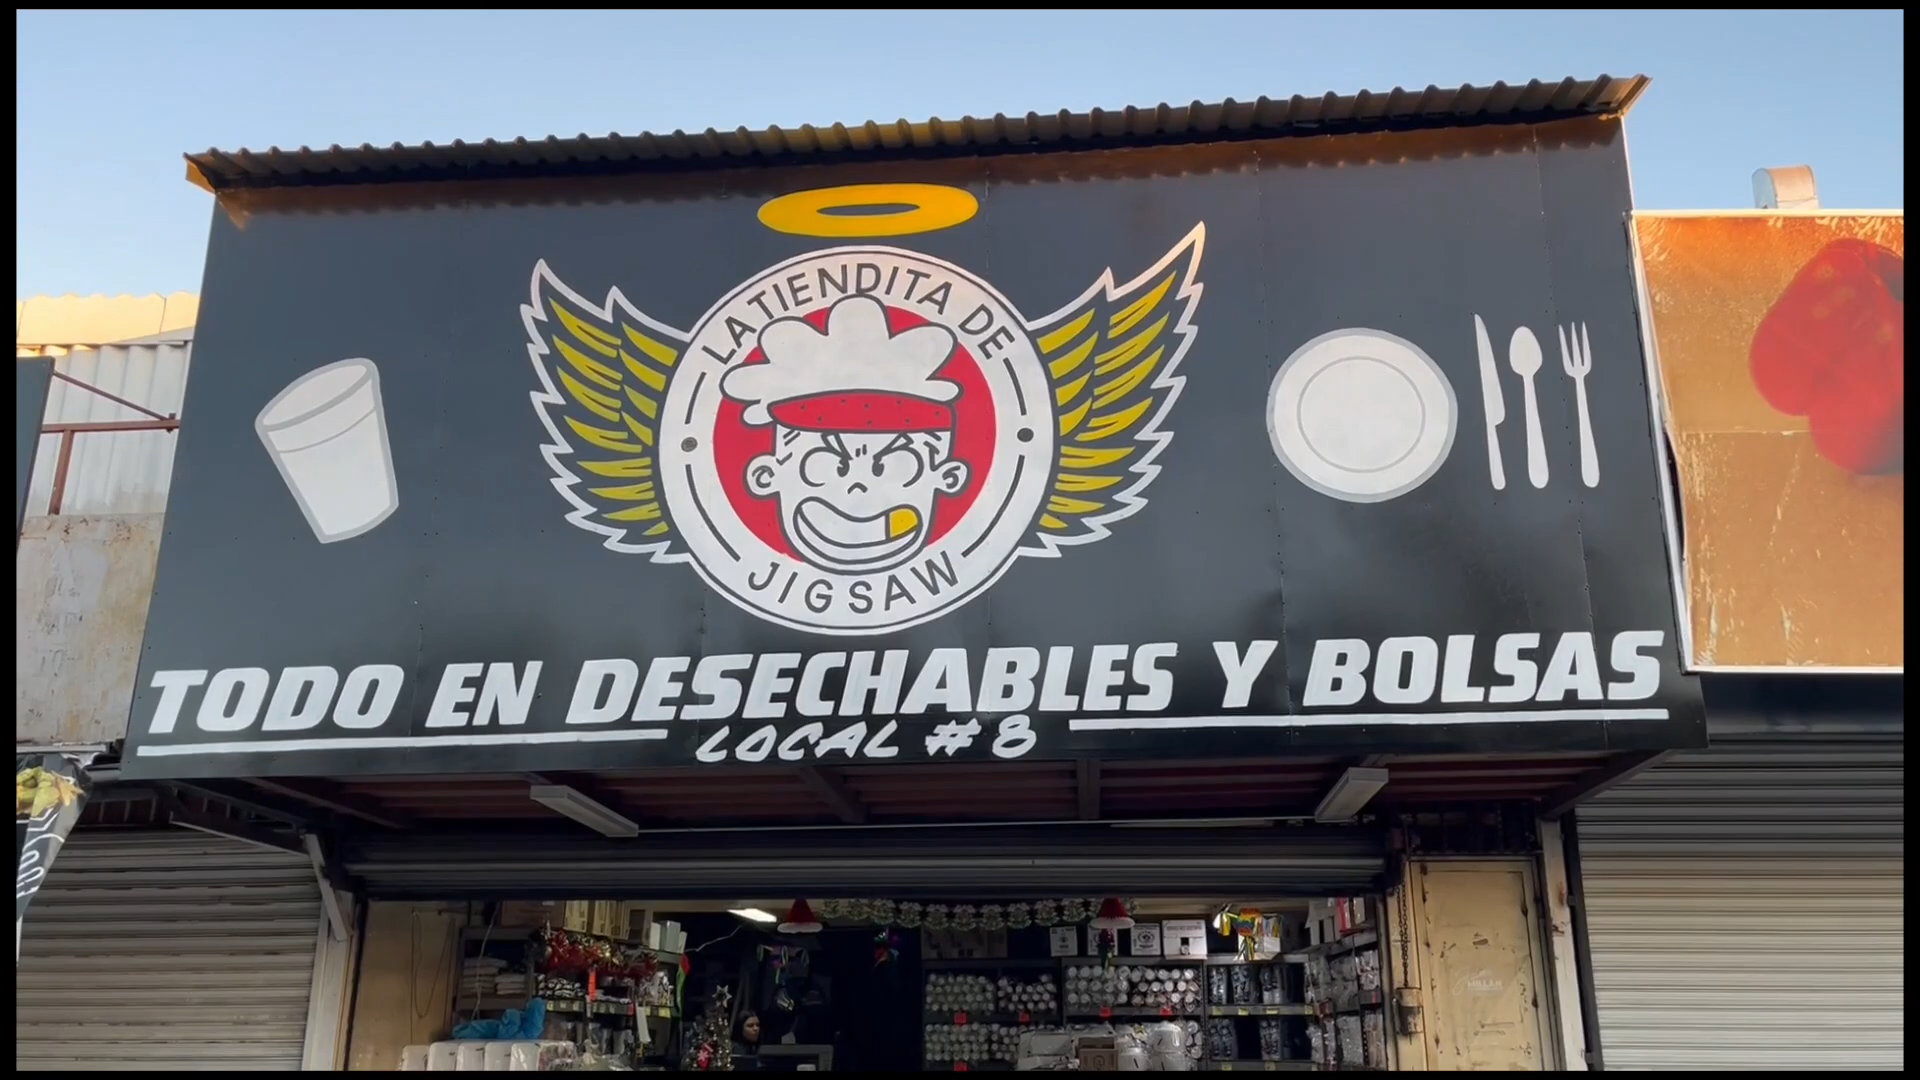 LA TIENDITA DE
JIGSAW
TODO EN DESECHABLES Y BOLSAS
LOCAL # 8